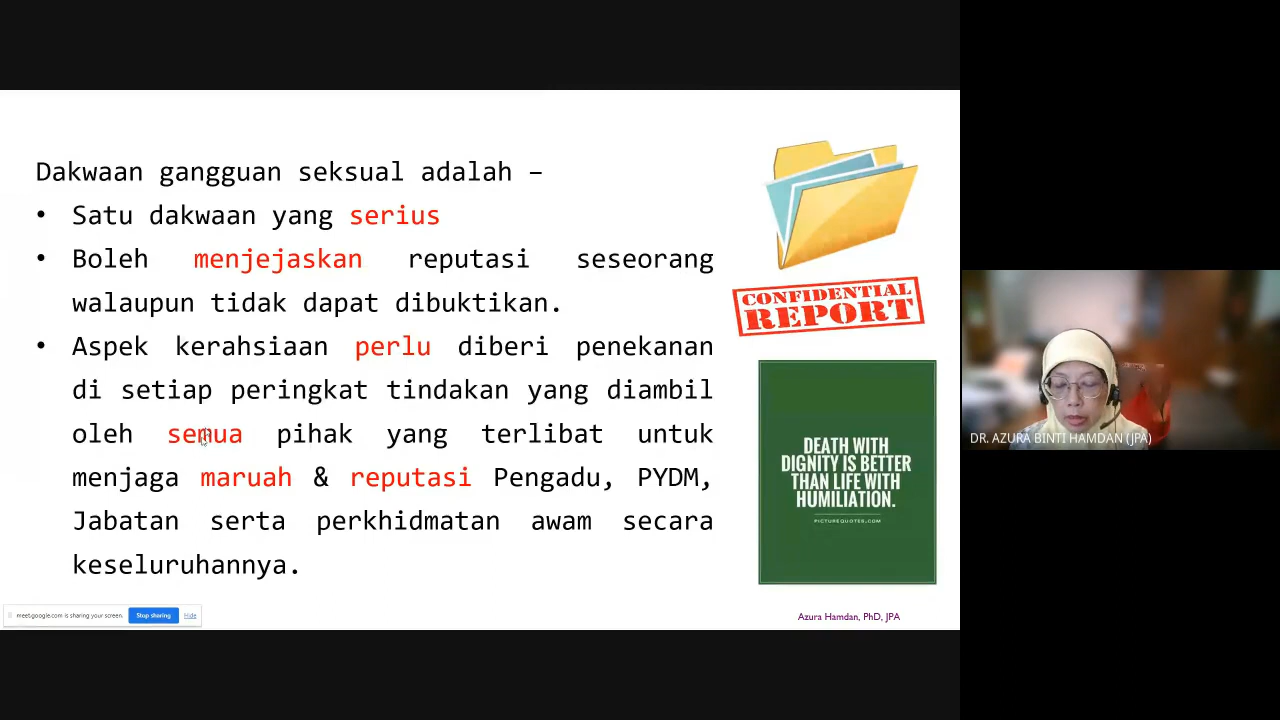 Dakwaan gangguan seksual adalah –
• Satu dakwaan yang serius
• Boleh menjejaskan reputasi seseorang
walaupun tidak dapat dibuktikan.
• Aspek kerahsiaan perlu diberi penekanan
di setiap peringkat tindakan yang diambil
oleh semua pihak yang terlibat untuk
menjaga maruah & reputasi Pengadu, PYDM,
Jabatan serta perkhidmatan awam secara
keseluruhannya.
CONFIDENTIAL
REPORT
DEATH WITH
DIGNITY IS BETTER
THAN LIFE WITH
HUMILIATION.
PICTUREQUOTES.COM
Azura Hamdan, PhD, JPA
meet.google.com is sharing your screen. Stop sharing Hide
DR. AZURA BINTI HAMDAN (JPA)